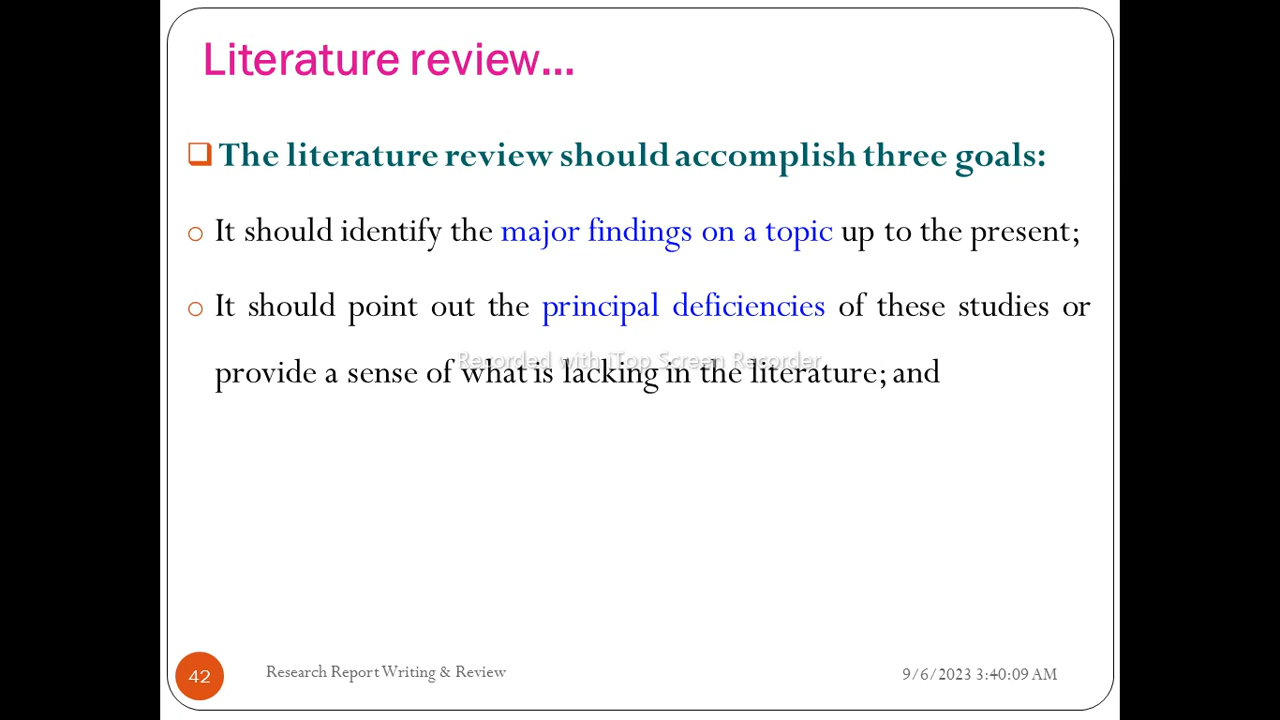 Literature review...
The literature review should accomplish three goals:
It should identify the major findings on a topic up to the present;
It should point out the principal deficiencies of these studies or
Recorded with iTop Screen Recorder
provide a sense of what is lacking in the literature; and
42
Research Report Writing & Review
9/6/2023 3:40:09 AM